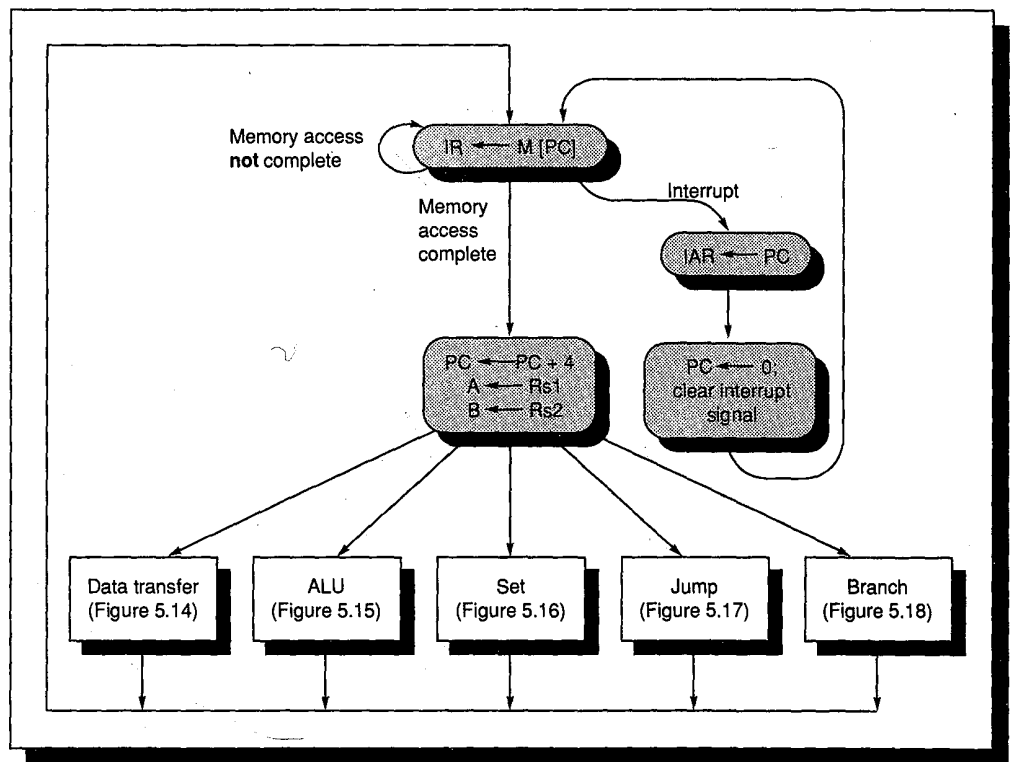 Memory access
not complete
IR ← M [PC]
Interrupt
Memory
access
complete
IAR ← PC
PC ← PC + 4
A ← Rs1
B ← Rs2
PC ← 0;
clear interrupt
signal
Data transfer
(Figure 5.14)
ALU
(Figure 5.15)
Set
(Figure 5.16)
Jump
(Figure 5.17)
Branch
(Figure 5.18)